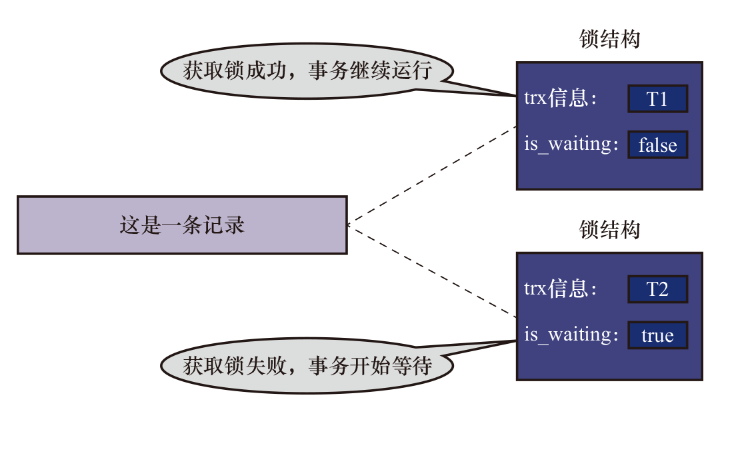 锁结构
获取锁成功，事务继续运行
trx信息： T1
is_waiting： false
这是一条记录
锁结构
trx信息： T2
is_waiting： true
获取锁失败，事务开始等待